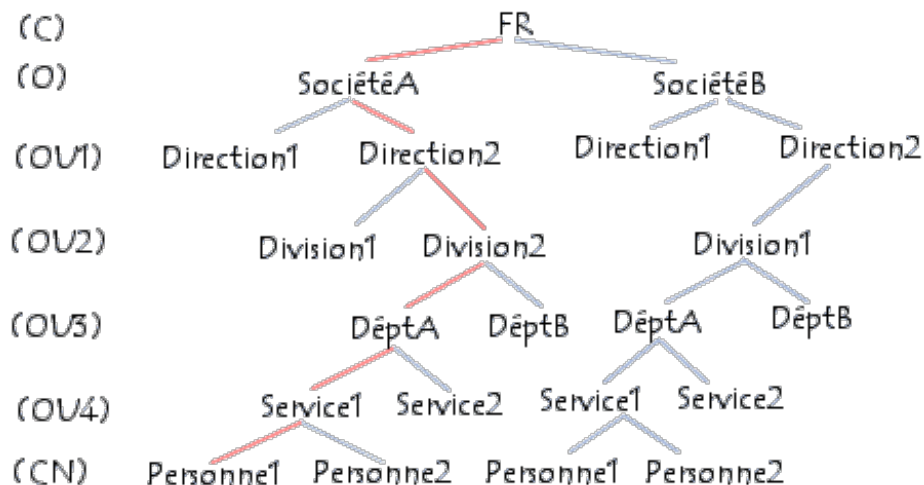 (C) FR
(O) SociétéA SociétéB
(OU1) Direction1 Direction2 Direction1 Direction2
(OU2) Division1 Division2 Division1
(OU3) DéptA DéptB DéptA DéptB
(OU4) Service1 Service2 Service1 Service2
(CN) Personne1 Personne2 Personne1 Personne2